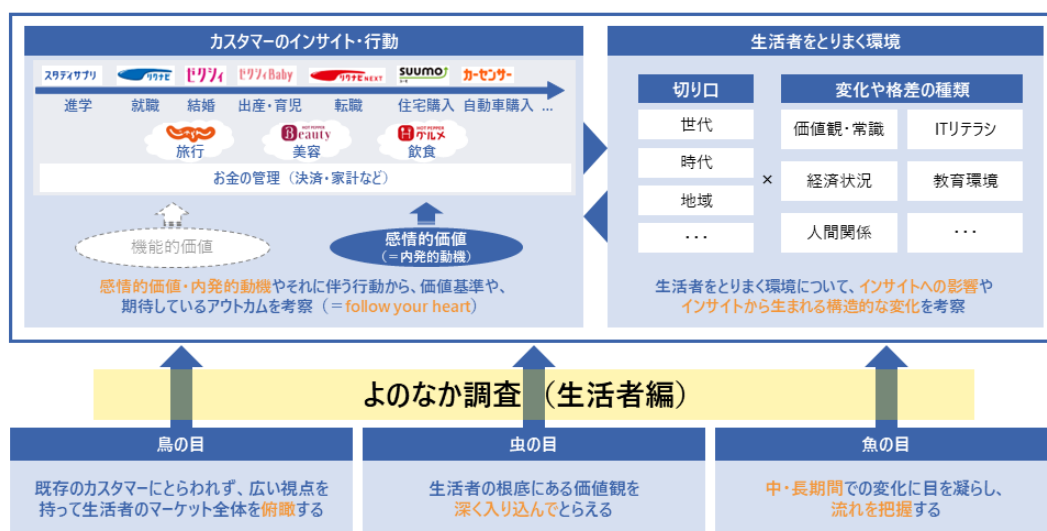 カスタマーのインサイト・行動
スタディサプリ リクナビ ゼクシィ ゼクシィBaby リクナビNEXT SUUMO カーセンサー
進学 就職 結婚 出産・育児 転職 住宅購入 自動車購入 …
旅行
HOT PEPPER Beauty
美容
HOT PEPPER グルメ
飲食
お金の管理（決済・家計など）
機能的価値
感情的価値
（＝内発的動機）
感情的価値・内発的動機やそれに伴う行動から、価値基準や、
期待しているアウトカムを考察（＝follow your heart）
生活者をとりまく環境
切り口
世代
時代
地域
・・・
×
変化や格差の種類
価値観・常識 ITリテラシ
経済状況 教育環境
人間関係 ・・・
生活者をとりまく環境について、インサイトへの影響や
インサイトから生まれる構造的な変化を考察
よのなか調査（生活者編）
鳥の目
既存のカスタマーにとらわれず、広い視点を
持って生活者のマーケット全体を俯瞰する
虫の目
生活者の根底にある価値観を
深く入り込んでとらえる
魚の目
中・長期間での変化に目を凝らし、
流れを把握する